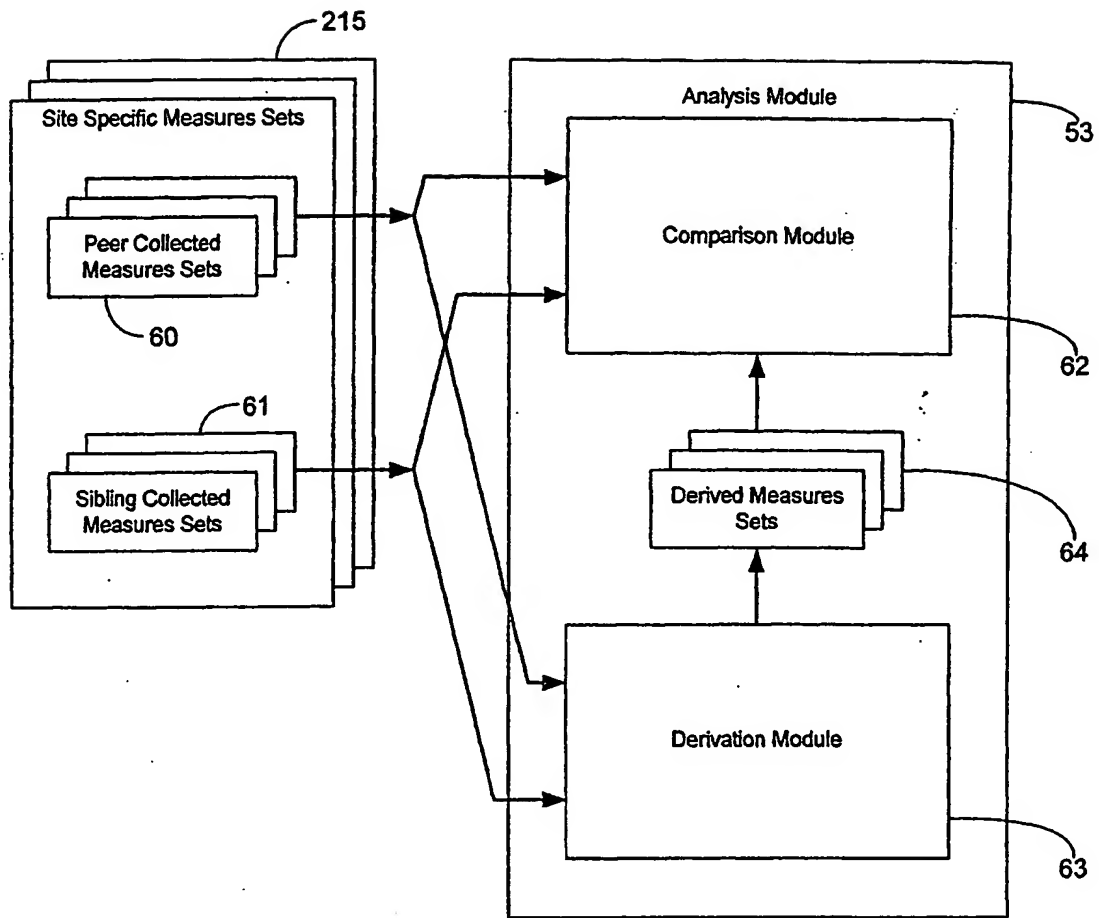 215
Site Specific Measures Sets
Peer Collected
Measures Sets
60
61
Sibling Collected
Measures Sets
Analysis Module
53
Comparison Module
62
Derived Measures
Sets
64
Derivation Module
63